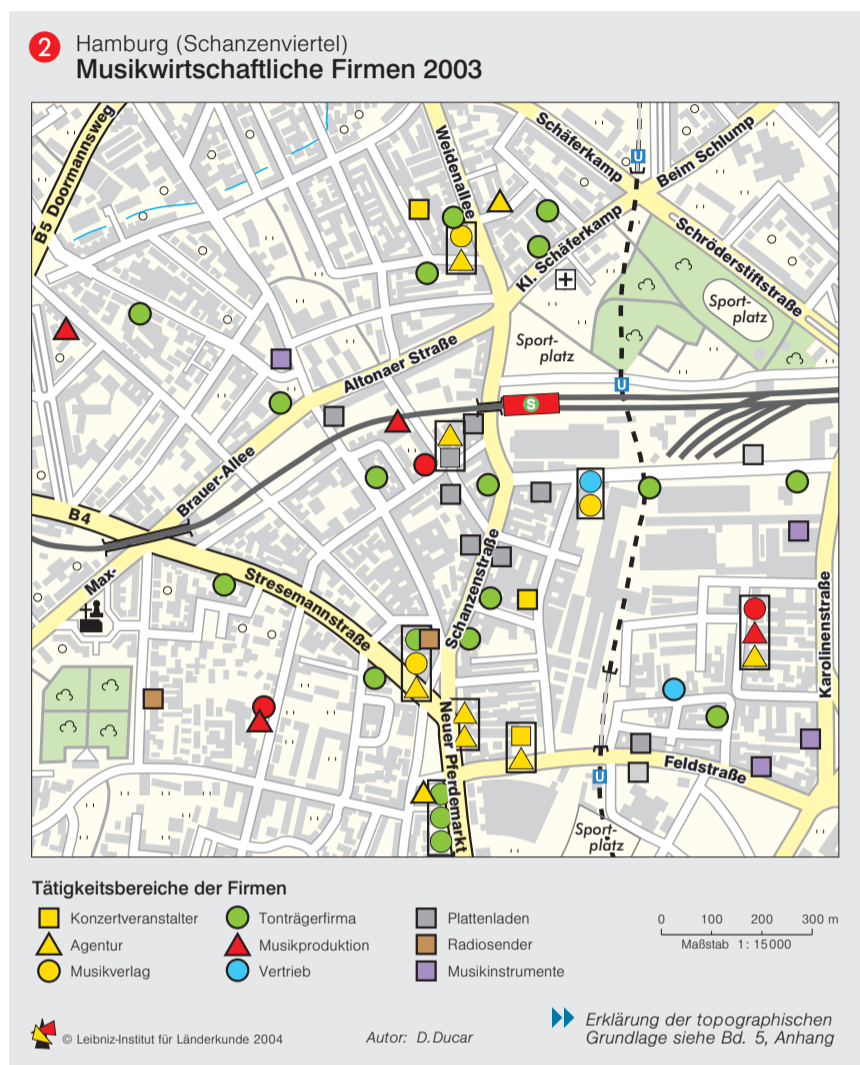 2
Hamburg (Schanzenviertel)
Musikwirtschaftliche Firmen 2003
B5 Doormannsweg
Weidenallee
Schäferkamp
U
Beim Schlump
Kl. Schäferkamp
Schröderstiftstraße
Sport-
platz
Sport-
platz
Altonaer Straße
U
S
Brauer-Allee
B4
Max-
Stresemannstraße
Schanzenstraße
Karolinenstraße
Neuer Pferdemarkt
Feldstraße
U
Sport-
platz
Tätigkeitsbereiche der Firmen
Konzertveranstalter
Agentur
Musikverlag
Tonträgerfirma
Musikproduktion
Vertrieb
Plattenladen
Radiosender
Musikinstrumente
0 100 200 300 m
Maßstab 1 : 15 000
© Leibniz-Institut für Länderkunde 2004
Autor: D. Ducar
Erklärung der topographischen
Grundlage siehe Bd. 5, Anhang